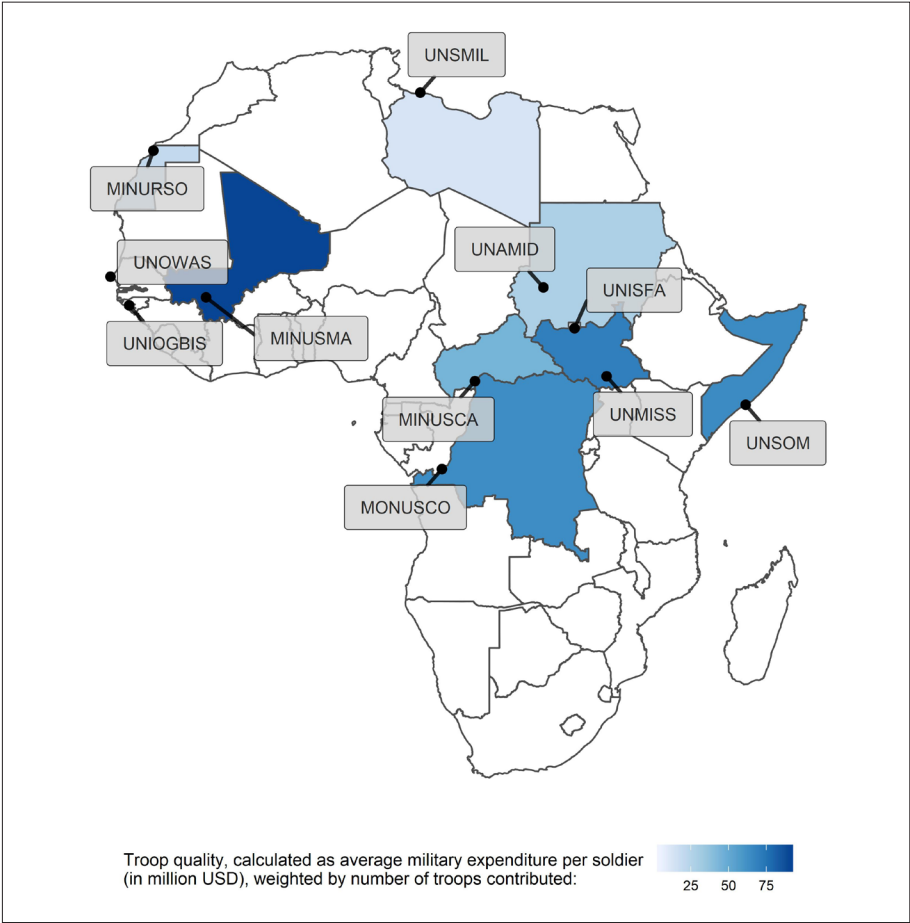 UNSMIL
MINURSO
UNAMID
UNOWAS
UNISFA
UNIOGBIS
MINUSMA
MINUSCA
UNMISS
UNSOM
MONUSCO
Troop quality, calculated as average military expenditure per soldier
(in million USD), weighted by number of troops contributed:
25 50 75